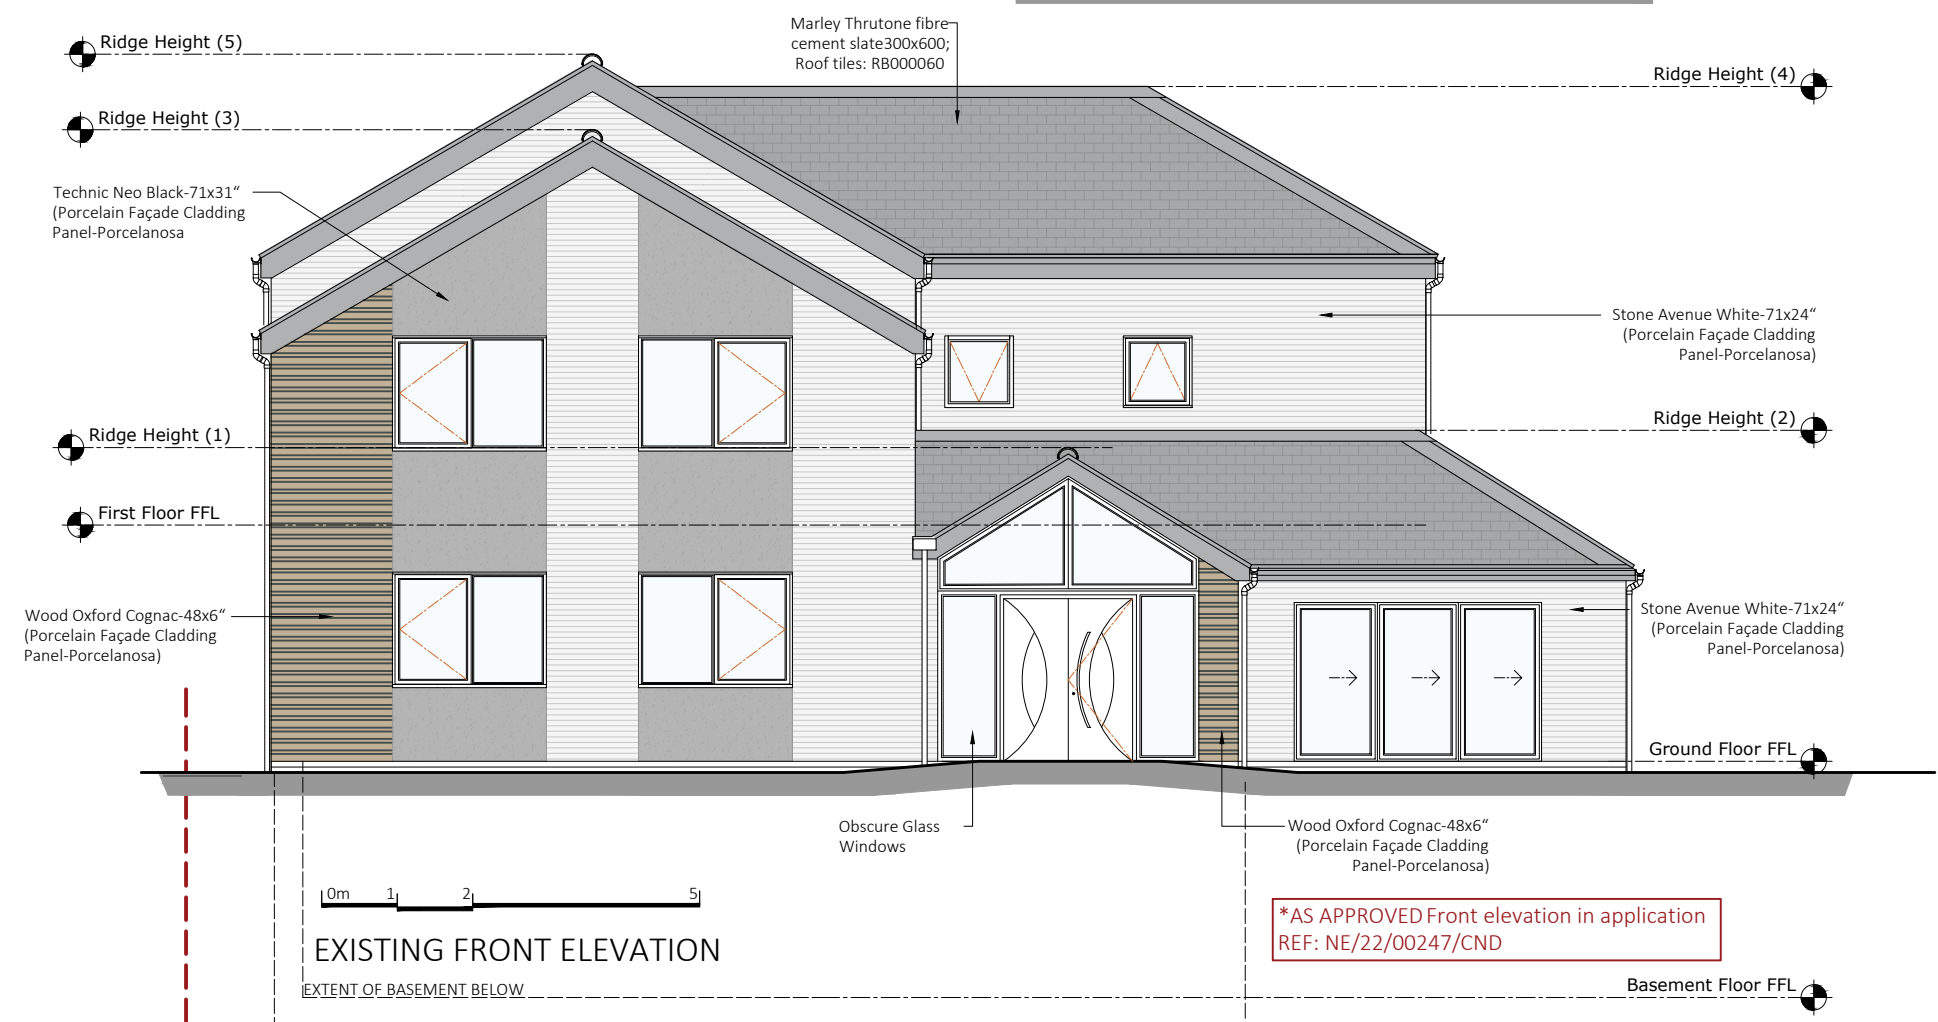 Marley Thrutone fibre
cement slate300x600;
Roof tiles: RB000060
Ridge Height (5)
Ridge Height (4)
Ridge Height (3)
Technic Neo Black-71x31“
(Porcelain Façade Cladding
Panel-Porcelanosa
Stone Avenue White-71x24“
(Porcelain Façade Cladding
Panel-Porcelanosa)
Ridge Height (2)
Ridge Height (1)
First Floor FFL
Wood Oxford Cognac-48x6“
(Porcelain Façade Cladding
Panel-Porcelanosa)
Stone Avenue White-71x24“
(Porcelain Façade Cladding
Panel-Porcelanosa)
Ground Floor FFL
Obscure Glass
Windows
Wood Oxford Cognac-48x6“
(Porcelain Façade Cladding
Panel-Porcelanosa)
0m 1 2 5
*AS APPROVED Front elevation in application
REF: NE/22/00247/CND
EXISTING FRONT ELEVATION
EXTENT OF BASEMENT BELOW
Basement Floor FFL